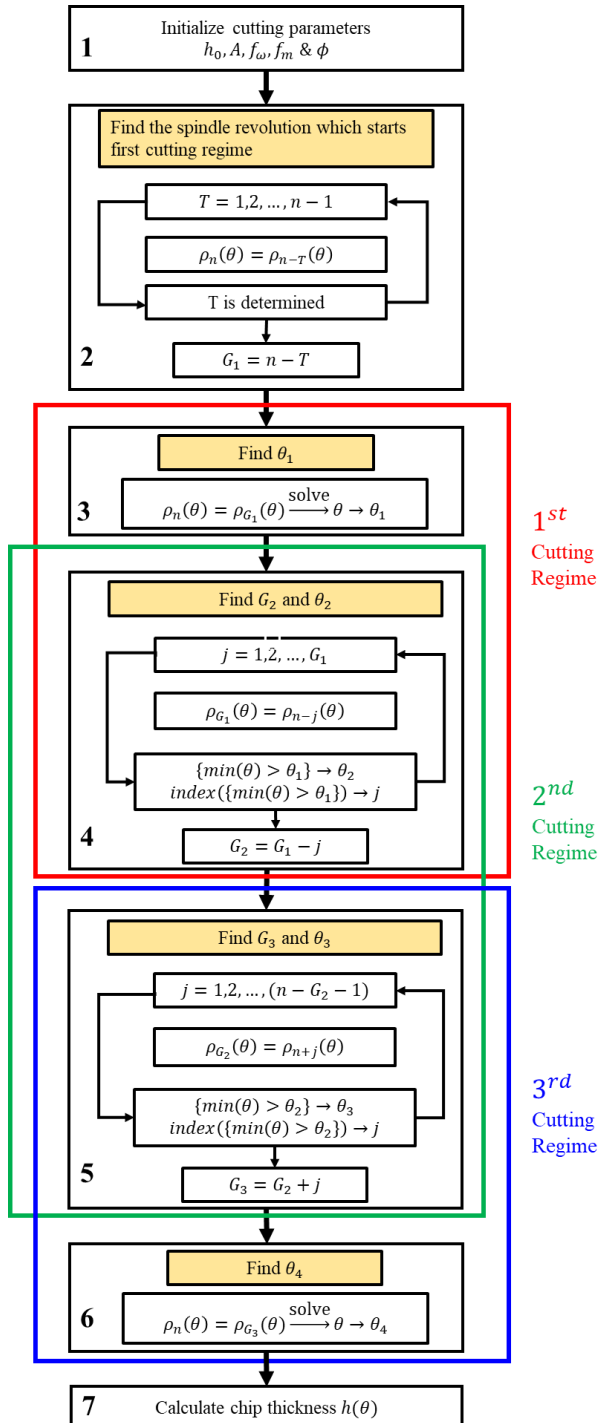 1
Initialize cutting parameters
h₀, A, f_ω, f_m & ϕ
Find the spindle revolution which starts
first cutting regime
T = 1,2, … , n − 1
ρ_n(θ) = ρ_{n−T}(θ)
T is determined
2
G₁ = n − T
Find θ₁
3
ρ_n(θ) = ρ_{G₁}(θ) solve→ θ → θ₁
1ˢᵗ
Cutting
Regime
Find G₂ and θ₂
j = 1,2, … , G₁
ρ_{G₁}(θ) = ρ_{n−j}(θ)
{min(θ) > θ₁} → θ₂
index({min(θ) > θ₁}) → j
4
G₂ = G₁ − j
2ⁿᵈ
Cutting
Regime
Find G₃ and θ₃
j = 1,2, … , (n − G₂ − 1)
ρ_{G₂}(θ) = ρ_{n+j}(θ)
{min(θ) > θ₂} → θ₃
index({min(θ) > θ₂}) → j
5
G₃ = G₂ + j
3ʳᵈ
Cutting
Regime
Find θ₄
6
ρ_n(θ) = ρ_{G₃}(θ) solve→ θ → θ₄
7
Calculate chip thickness h(θ)